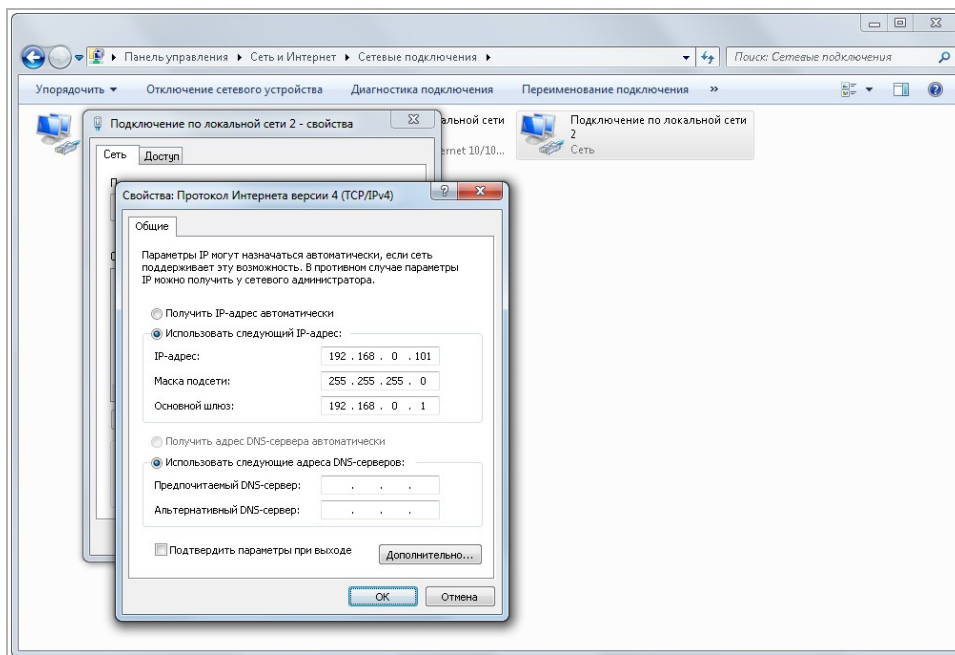 Панель управления ▸ Сеть и Интернет ▸ Сетевые подключения ▸
Поиск: Сетевые подключения
Упорядочить Отключение сетевого устройства Диагностика подключения Переименование подключения »
Подключение по локальной сети 2 - свойства
альной сети
ernet 10/10...
Подключение по локальной сети
2
Сеть
Сеть Доступ
Свойства: Протокол Интернета версии 4 (TCP/IPv4)
Общие
Параметры IP могут назначаться автоматически, если сеть
поддерживает эту возможность. В противном случае параметры
IP можно получить у сетевого администратора.
Получить IP-адрес автоматически
Использовать следующий IP-адрес:
IP-адрес: 192 . 168 . 0 . 101
Маска подсети: 255 . 255 . 255 . 0
Основной шлюз: 192 . 168 . 0 . 1
Получить адрес DNS-сервера автоматически
Использовать следующие адреса DNS-серверов:
Предпочитаемый DNS-сервер: . . .
Альтернативный DNS-сервер: . . .
Подтвердить параметры при выходе
Дополнительно...
OK Отмена